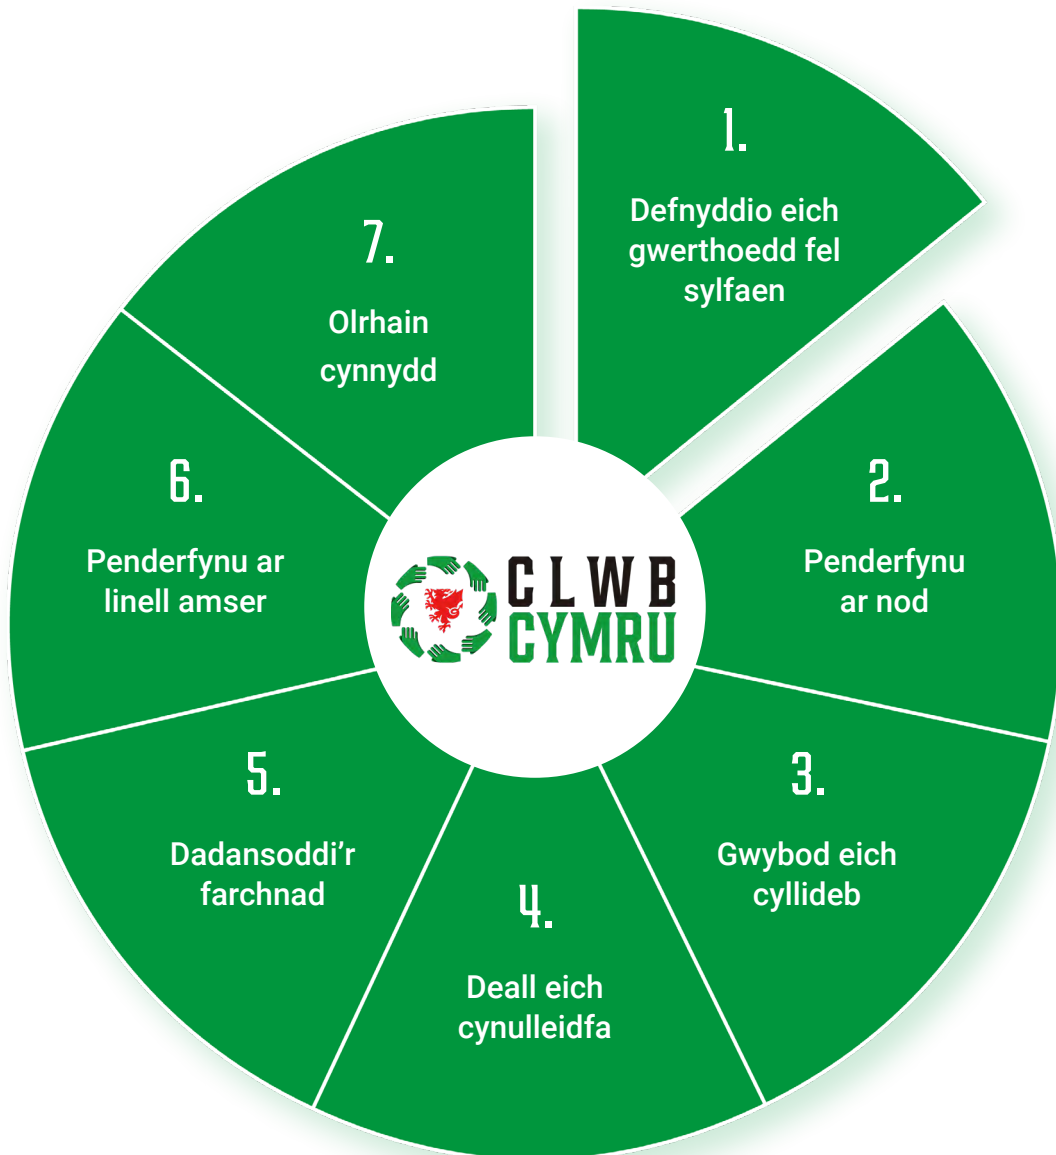 1.
Defnyddio eich
gwerthoedd fel
sylfaen
2.
Penderfynu
ar nod
3.
Gwybod eich
cyllideb
4.
Deall eich
cynulleidfa
5.
Dadansoddi’r
farchnad
6.
Penderfynu ar
linell amser
7.
Olrhain
cynnydd
CLWB
CYMRU